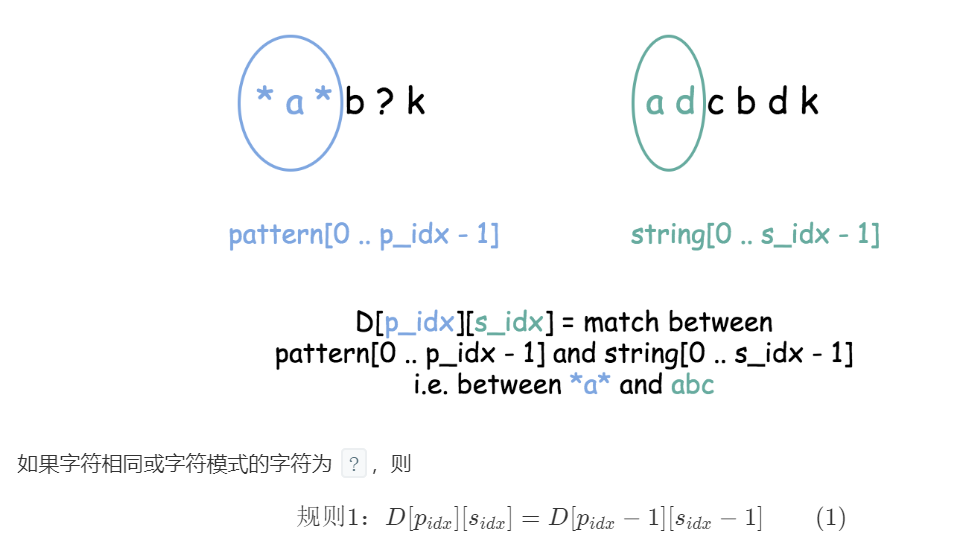 * a * b ? k    a d c b d k
pattern[0 .. p_idx - 1]    string[0 .. s_idx - 1]
D[p_idx][s_idx] = match between
pattern[0 .. p_idx - 1] and string[0 .. s_idx - 1]
i.e. between *a* and abc
如果字符相同或字符模式的字符为 ? ，则
规则1：D[p_{idx}][s_{idx}] = D[p_{idx} − 1][s_{idx} − 1]    (1)